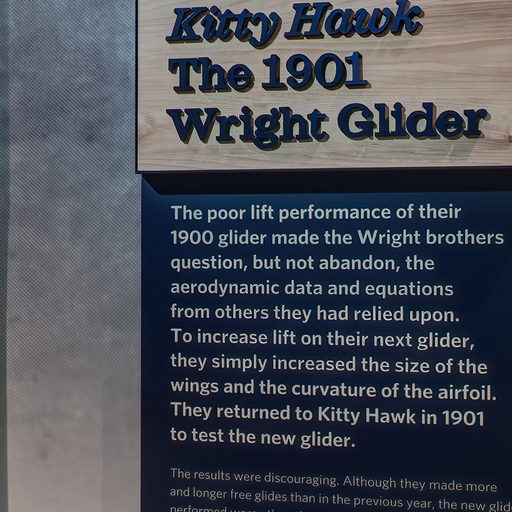 Kitty Hawk
The 1901
Wright Glider
The poor lift performance of their
1900 glider made the Wright brothers
question, but not abandon, the
aerodynamic data and equations
from others they had relied upon.
To increase lift on their next glider,
they simply increased the size of the
wings and the curvature of the airfoil.
They returned to Kitty Hawk in 1901
to test the new glider.
The results were discouraging. Although they made more
and longer free glides than in the previous year, the new glid
performed